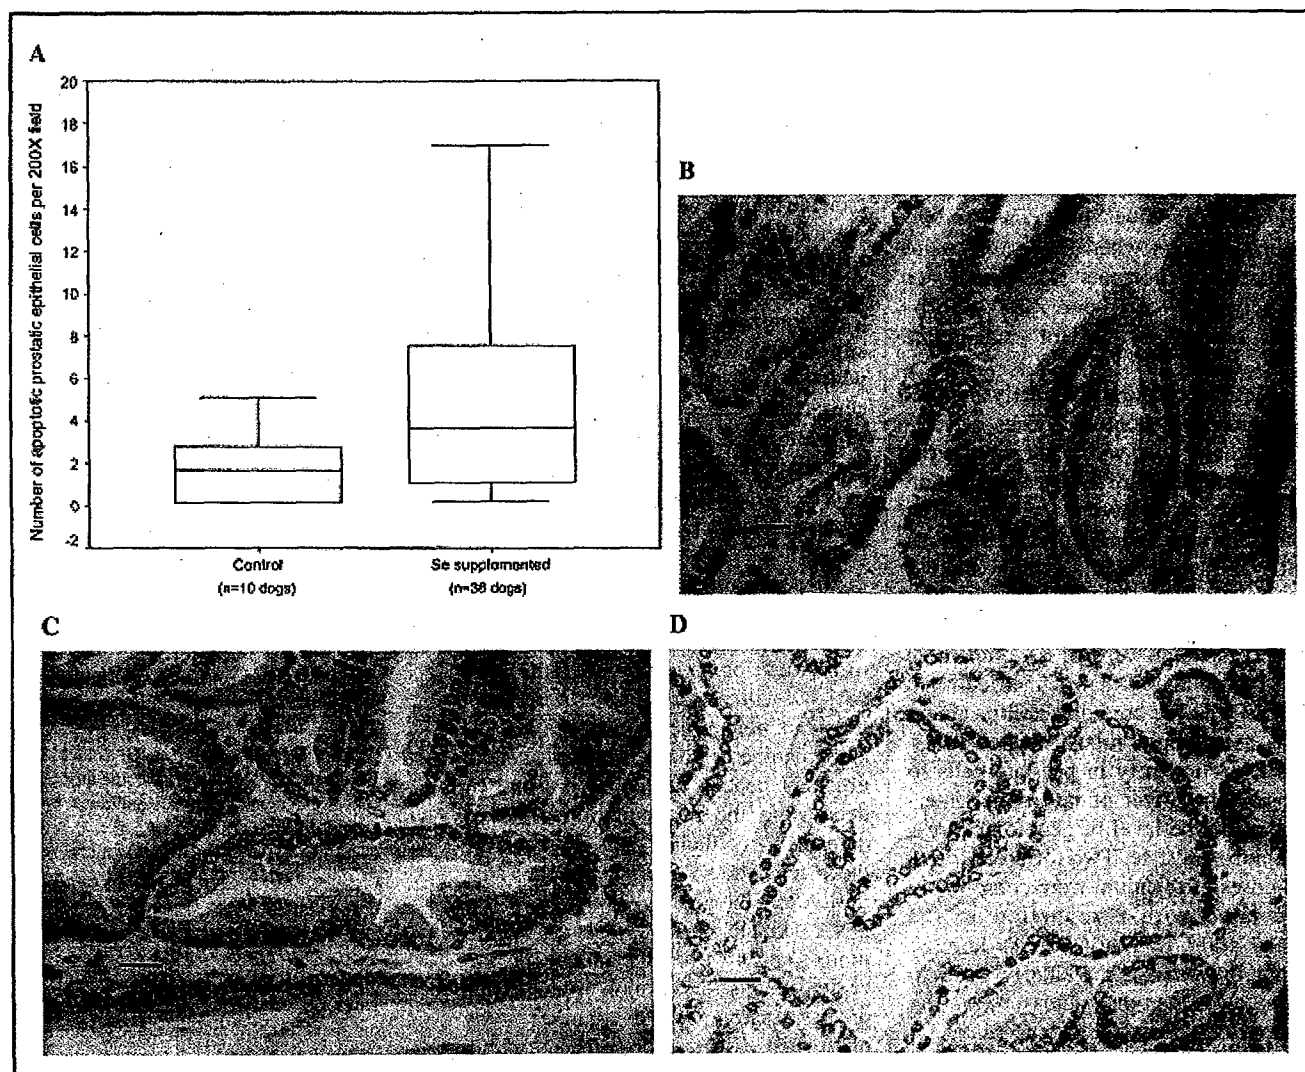 A
Number of apoptotic prostatic epithelial cells per 200X field
20
18
16
14
12
10
8
6
4
2
0
-2
Control
(n=10 dogs)
Se supplemented
(n=38 dogs)
B
C
D